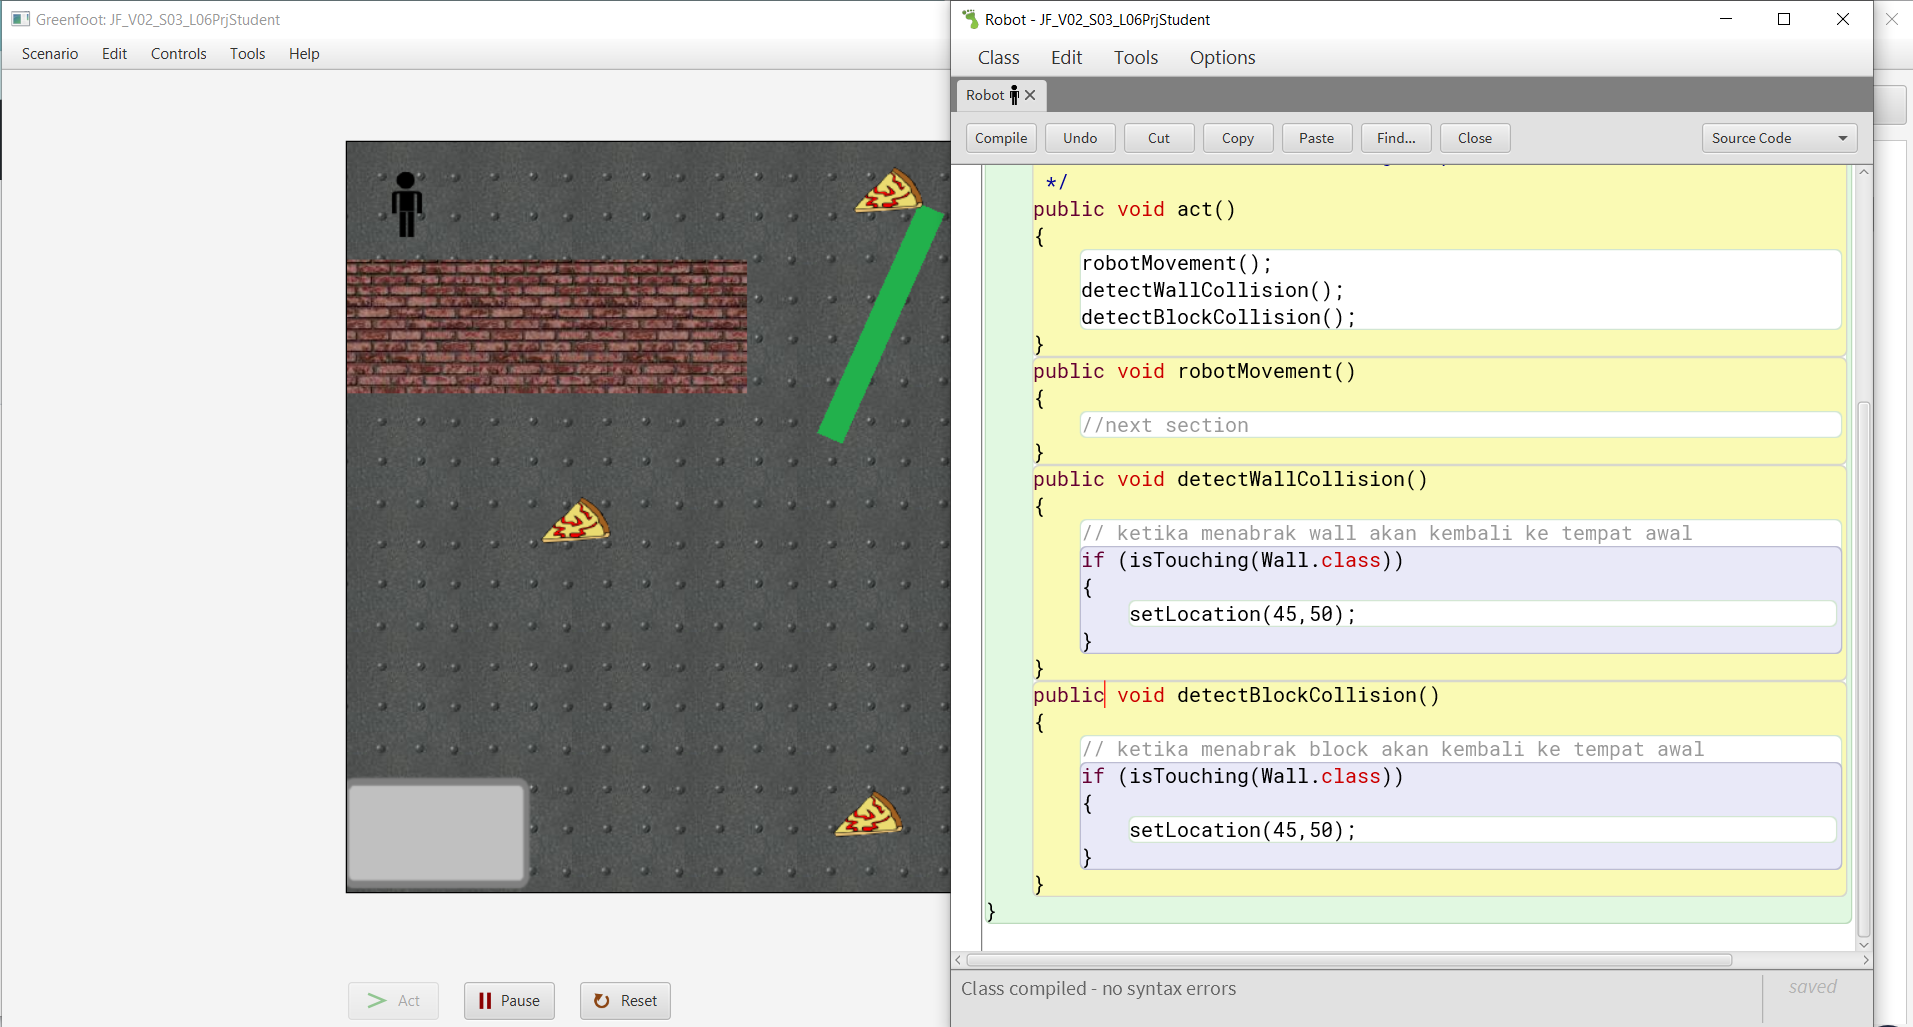 Greenfoot: JF_V02_S03_L06PrjStudent
Scenario Edit Controls Tools Help
Act Pause Reset
Robot - JF_V02_S03_L06PrjStudent
Class Edit Tools Options
Robot
Compile Undo Cut Copy Paste Find... Close Source Code
*/
public void act()
{
robotMovement();
detectWallCollision();
detectBlockCollision();
}
public void robotMovement()
{
//next section
}
public void detectWallCollision()
{
// ketika menabrak wall akan kembali ke tempat awal
if (isTouching(Wall.class))
{
setLocation(45,50);
}
}
public void detectBlockCollision()
{
// ketika menabrak block akan kembali ke tempat awal
if (isTouching(Wall.class))
{
setLocation(45,50);
}
}
}
Class compiled - no syntax errors
saved